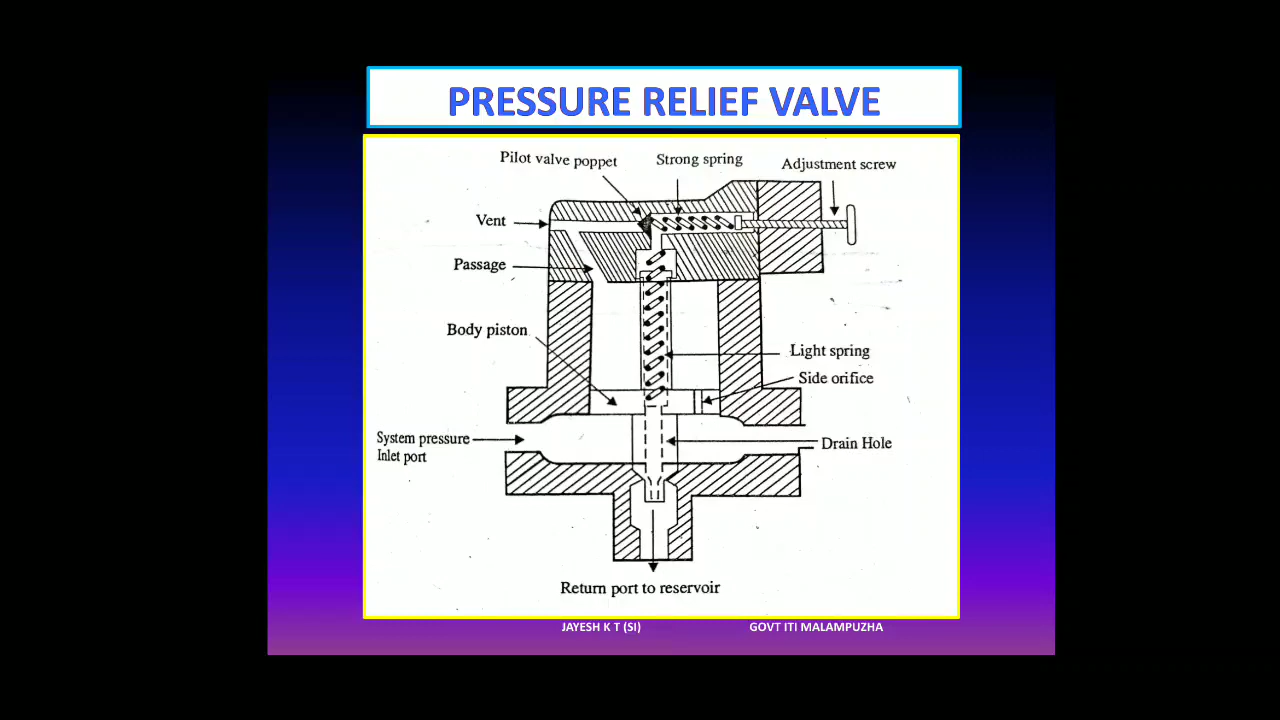 PRESSURE RELIEF VALVE
Pilot valve poppet
Strong spring
Adjustment screw
Vent
Passage
Body piston
Light spring
Side orifice
System pressure
Inlet port
Drain Hole
Return port to reservoir
JAYESH K T (SI)
GOVT ITI MALAMPUZHA